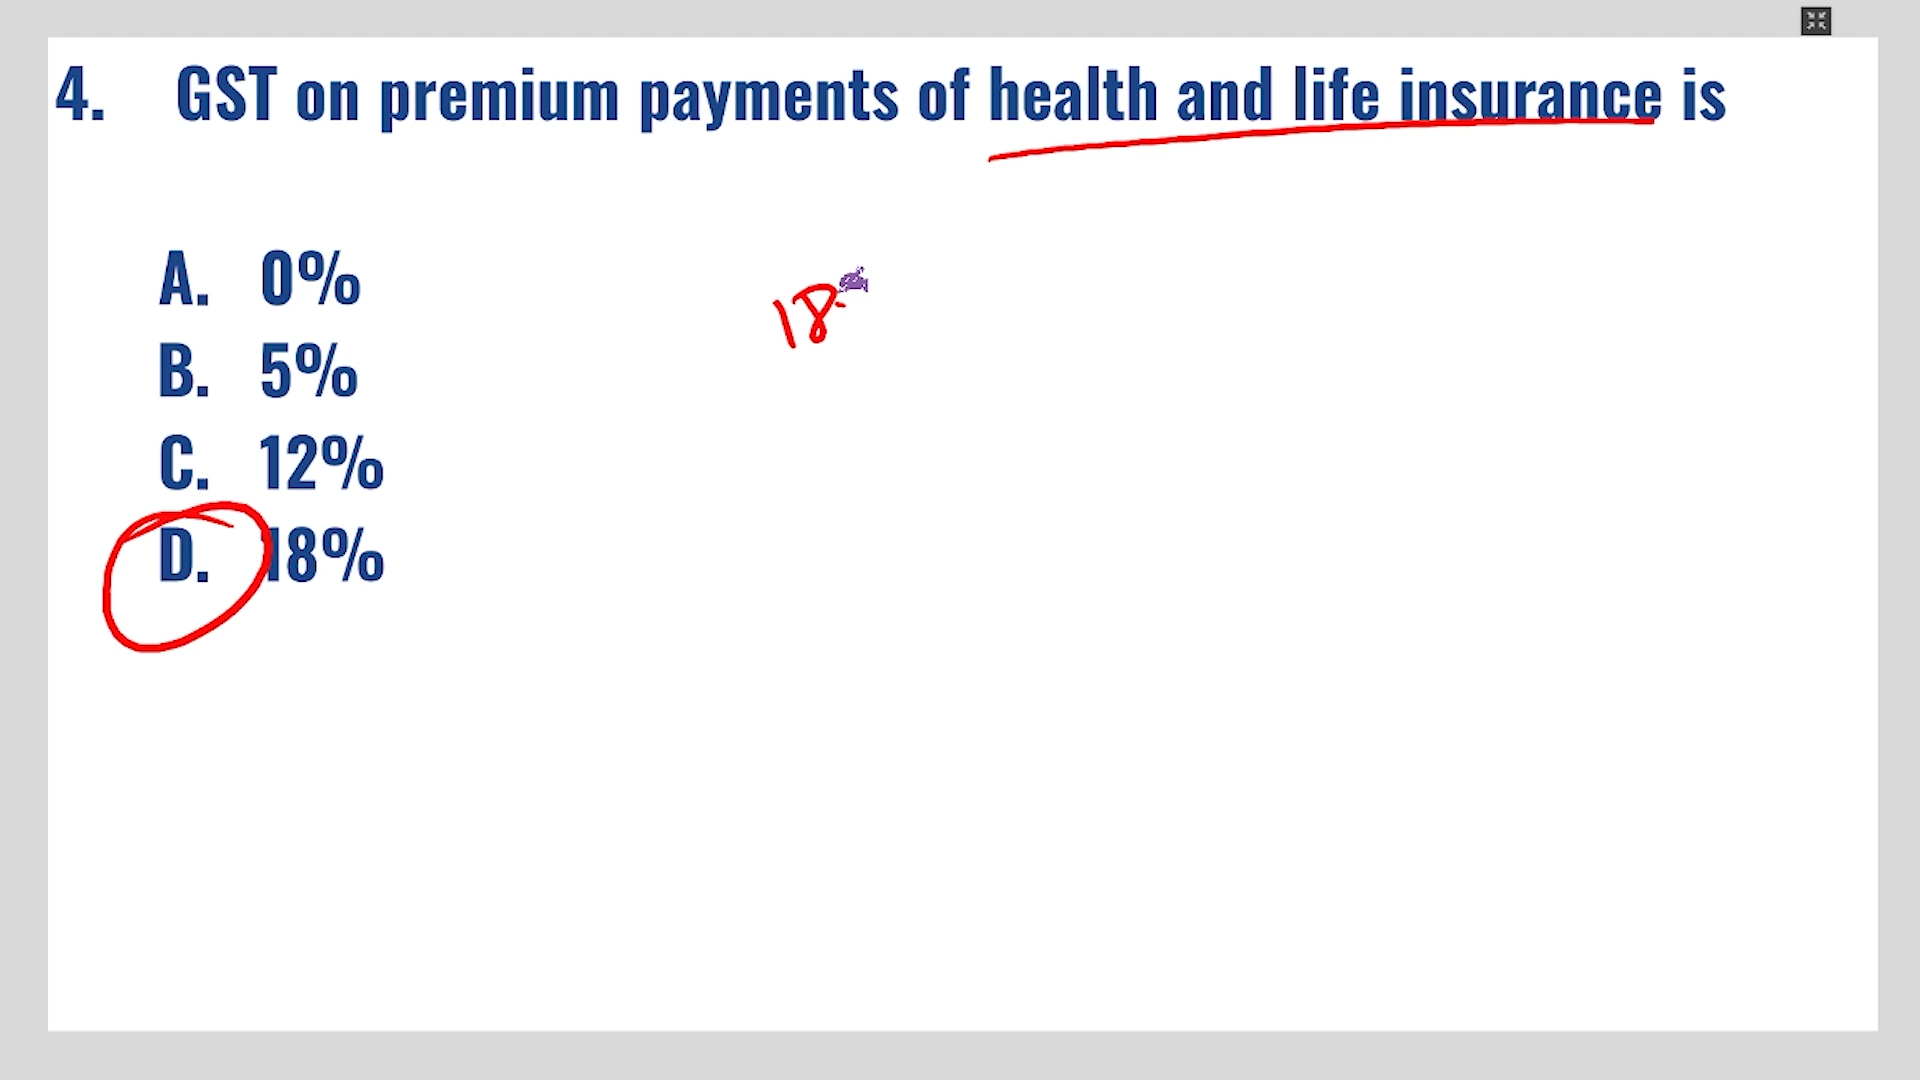 4. GST on premium payments of health and life insurance is
A. 0%
18
B. 5%
C. 12%
D. 18%